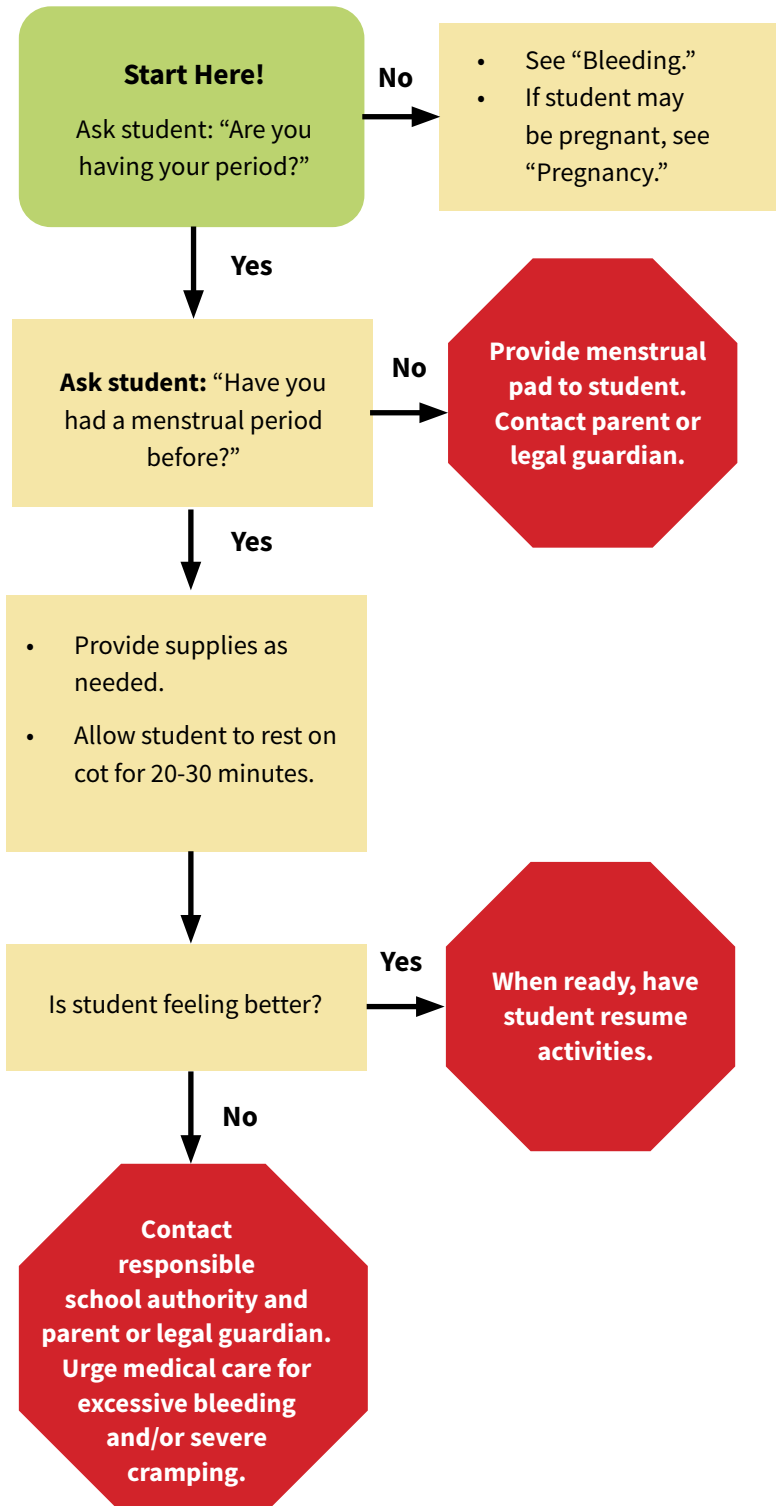 Start Here!
Ask student: “Are you
having your period?”
No
• See “Bleeding.”
• If student may
be pregnant, see
“Pregnancy.”
Yes
Ask student: “Have you
had a menstrual period
before?”
No
Provide menstrual
pad to student.
Contact parent or
legal guardian.
Yes
• Provide supplies as
needed.
• Allow student to rest on
cot for 20-30 minutes.
Is student feeling better?
Yes
When ready, have
student resume
activities.
No
Contact
responsible
school authority and
parent or legal guardian.
Urge medical care for
excessive bleeding
and/or severe
cramping.